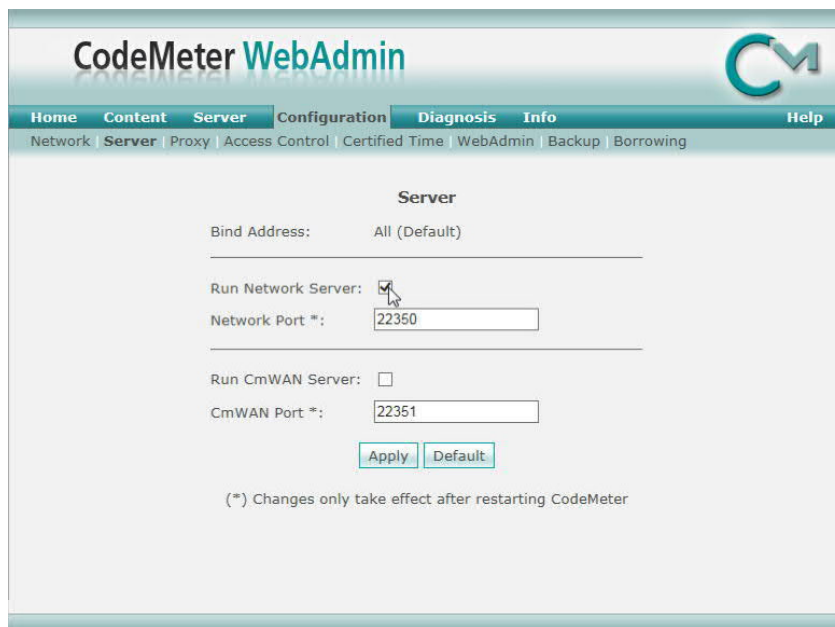 CodeMeter WebAdmin
CM
Home Content Server Configuration Diagnosis Info Help
Network | Server | Proxy | Access Control | Certified Time | WebAdmin | Backup | Borrowing
Server
Bind Address: All (Default)
Run Network Server:
Network Port *: 22350
Run CmWAN Server:
CmWAN Port *: 22351
Apply Default
(*) Changes only take effect after restarting CodeMeter